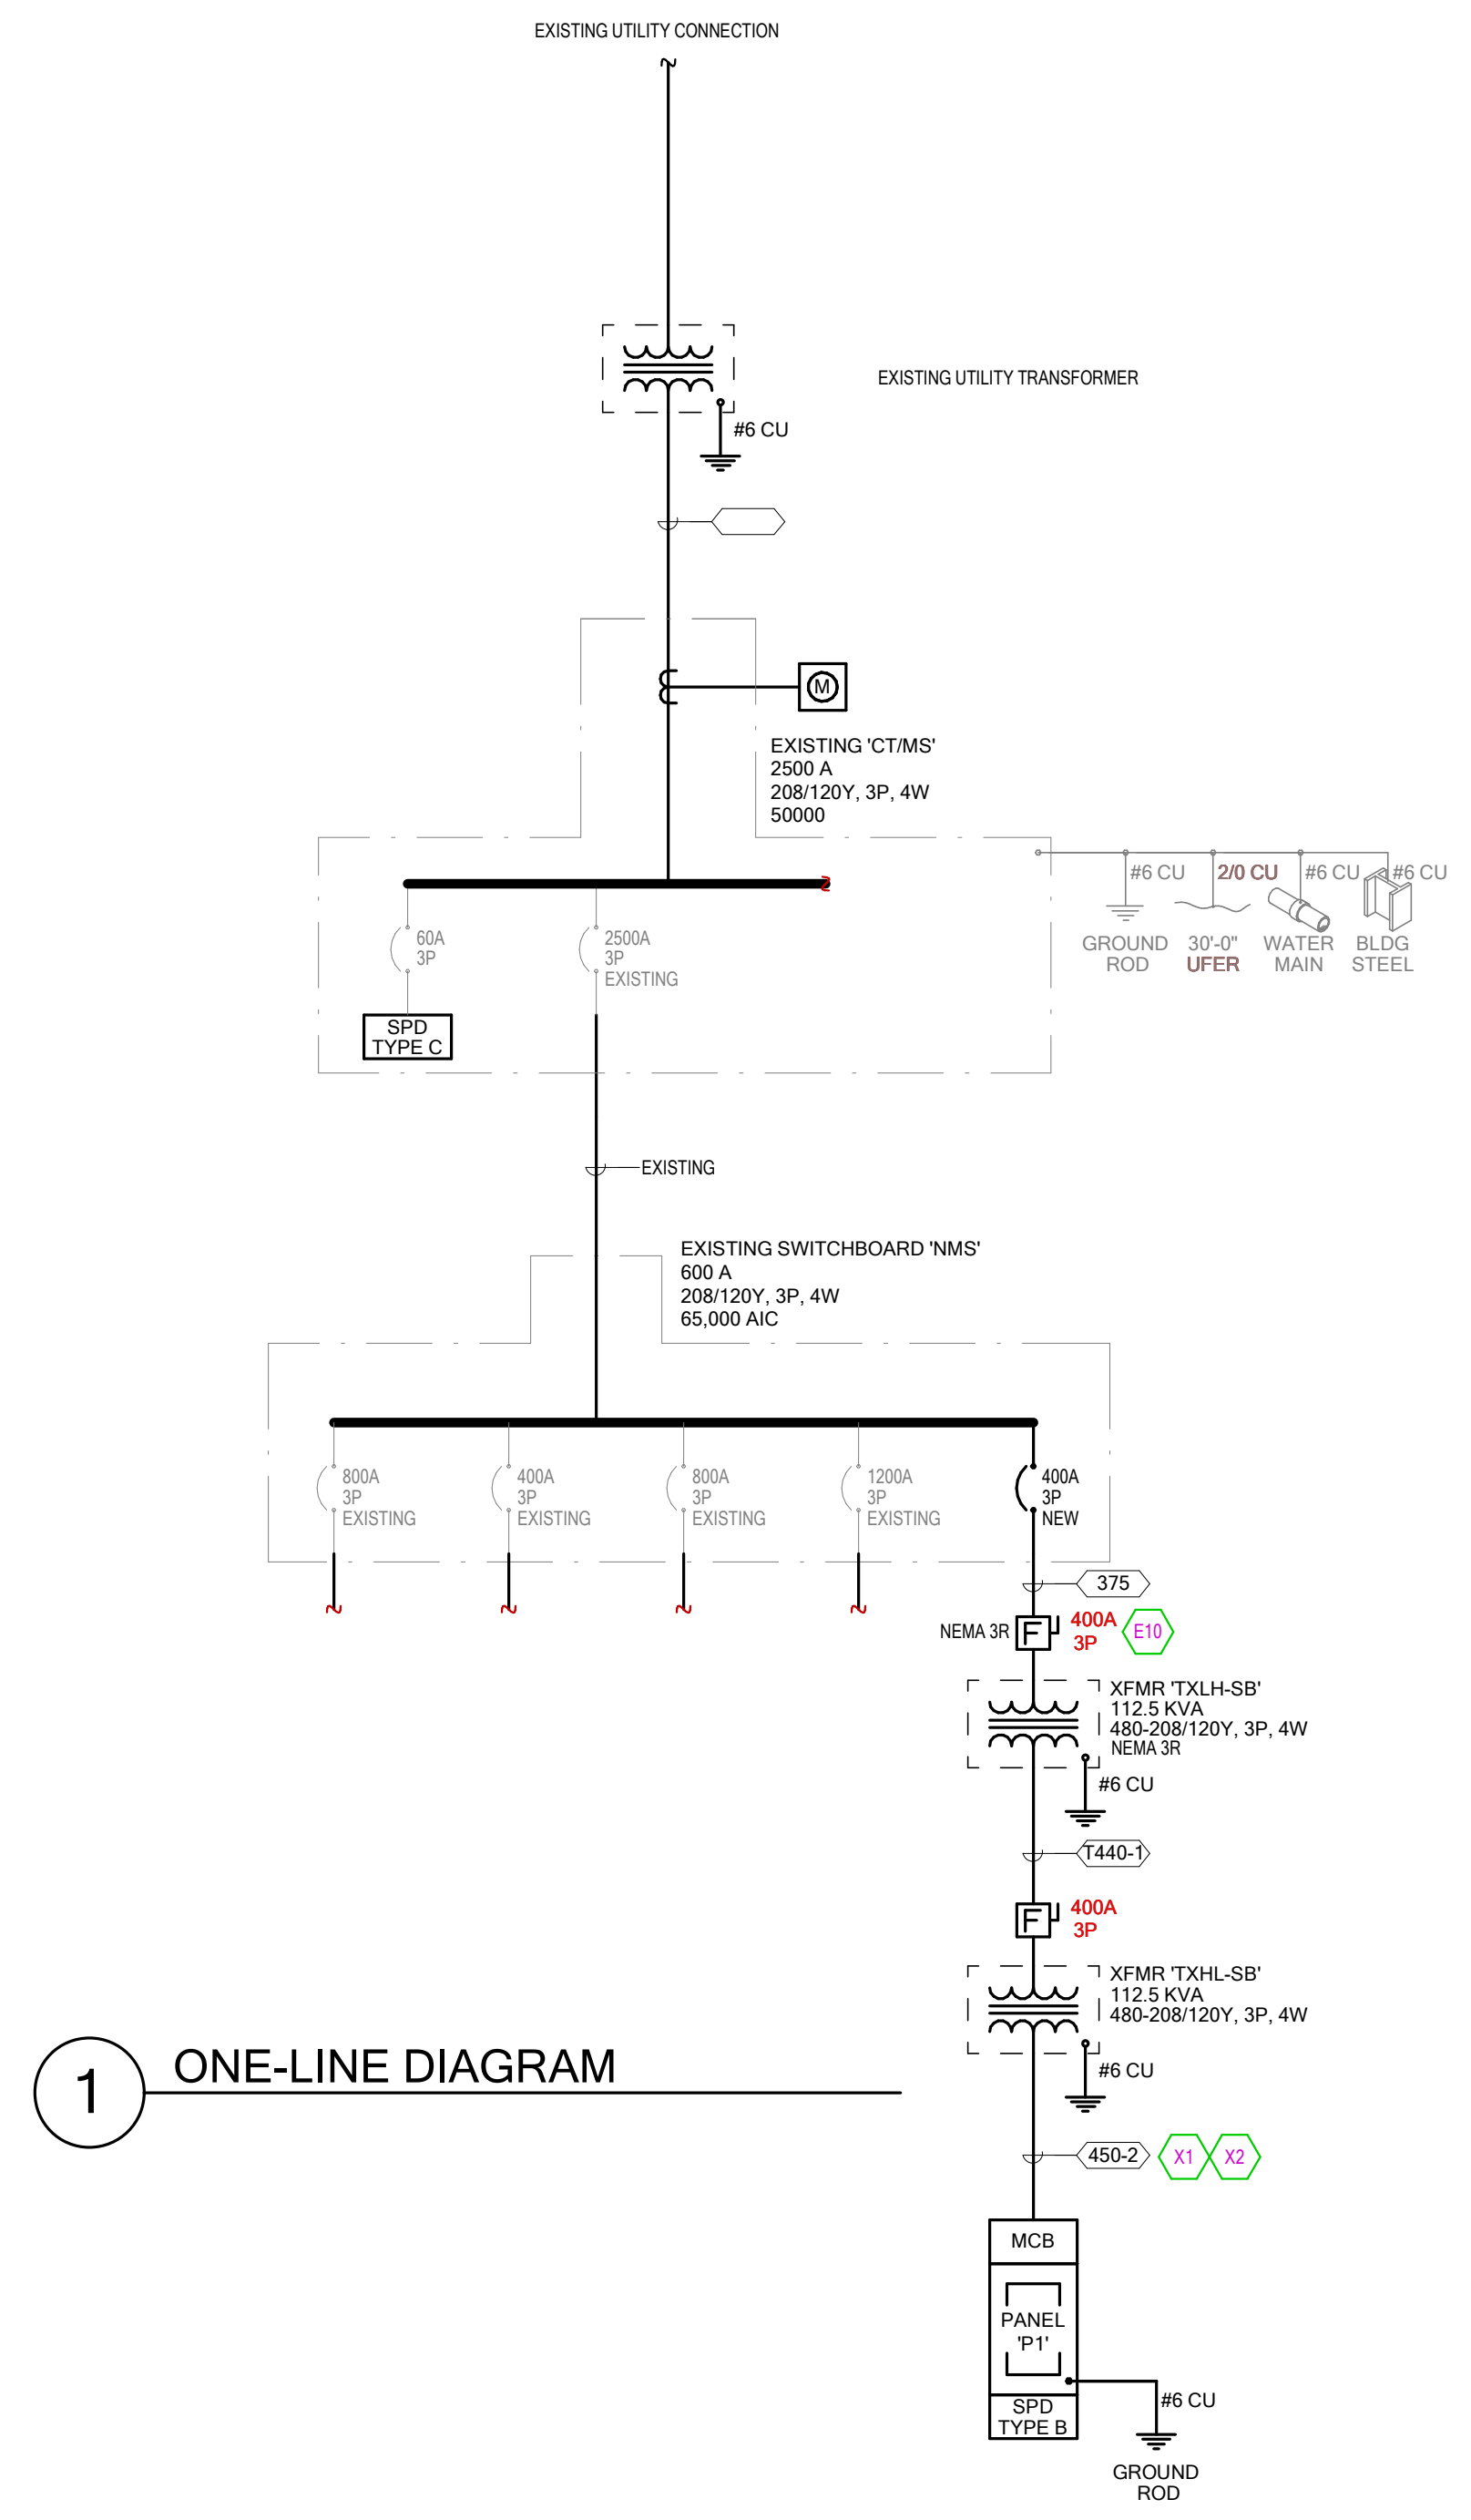 EXISTING UTILITY CONNECTION
EXISTING UTILITY TRANSFORMER
#6 CU
M
EXISTING 'CT/MS'
2500 A
208/120Y, 3P, 4W
50000
#6 CU
2/0 CU
#6 CU
#6 CU
GROUND
ROD
30'-0"
UFER
WATER
MAIN
BLDG
STEEL
60A
3P
2500A
3P
EXISTING
SPD
TYPE C
EXISTING
EXISTING SWITCHBOARD 'NMS'
600 A
208/120Y, 3P, 4W
65,000 AIC
800A
3P
EXISTING
400A
3P
EXISTING
800A
3P
EXISTING
1200A
3P
EXISTING
400A
3P
NEW
375
NEMA 3R
F
400A
3P
E10
XFMR 'TXLH-SB'
112.5 KVA
480-208/120Y, 3P, 4W
NEMA 3R
#6 CU
T440-1
F
400A
3P
XFMR 'TXHL-SB'
112.5 KVA
480-208/120Y, 3P, 4W
#6 CU
1
ONE-LINE DIAGRAM
450-2
X1
X2
MCB
PANEL
'P1'
SPD
TYPE B
#6 CU
GROUND
ROD